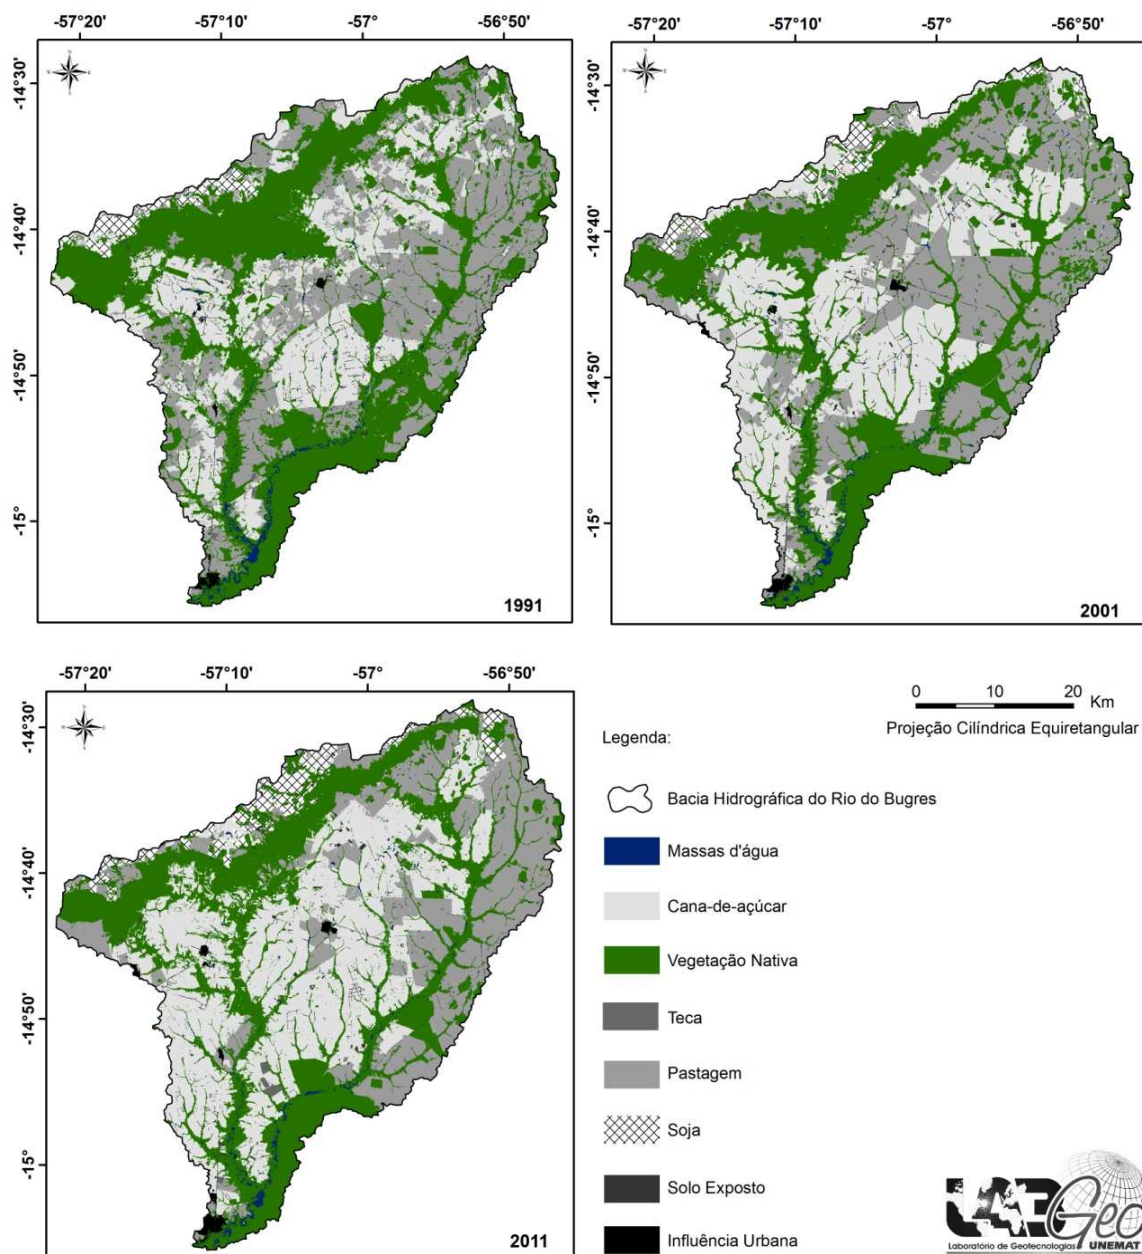 -57°20' -57°10' -57° -56°50'
-14°30'
-14°40'
-14°50'
-15°
1991
-57°20' -57°10' -57° -56°50'
-14°30'
-14°40'
-14°50'
-15°
2001
-57°20' -57°10' -57° -56°50'
-14°30'
-14°40'
-14°50'
-15°
2011
0 10 20 Km
Projeção Cilíndrica Equiretangular
Legenda:
Bacia Hidrográfica do Rio do Bugres
Massas d'água
Cana-de-açúcar
Vegetação Nativa
Teca
Pastagem
Soja
Solo Exposto
Influência Urbana
LABGeo
Laboratório de Geotecnologias UNEMAT